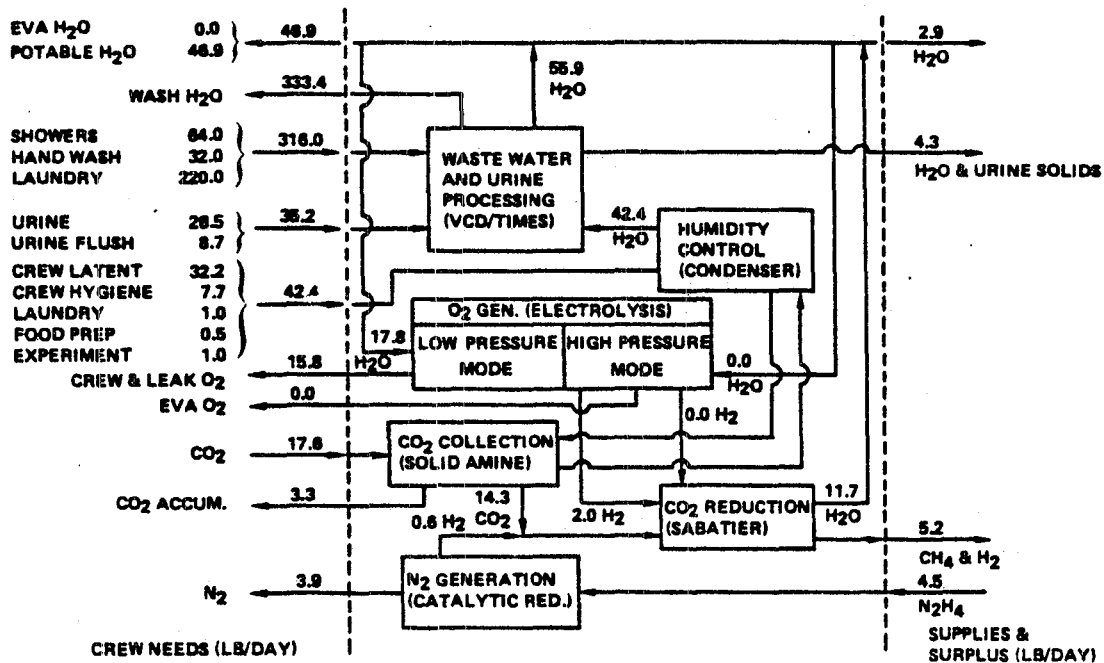 EVA H2O 0.0
POTABLE H2O 46.9
46.9
2.9
H2O
55.9
H2O
WASH H2O
333.4
SHOWERS 64.0
HAND WASH 32.0
LAUNDRY 220.0
316.0
WASTE WATER
AND URINE
PROCESSING
(VCD/TIMES)
4.3
H2O & URINE SOLIDS
URINE 26.5
URINE FLUSH 8.7
35.2
42.4
H2O
HUMIDITY
CONTROL
(CONDENSER)
CREW LATENT 32.2
CREW HYGIENE 7.7
LAUNDRY 1.0
FOOD PREP 0.5
EXPERIMENT 1.0
42.4
O2 GEN. (ELECTROLYSIS)
17.8
H2O
LOW PRESSURE
MODE
HIGH PRESSURE
MODE
0.0
H2O
CREW & LEAK O2
15.8
EVA O2
0.0
0.0 H2
CO2
17.6
CO2 COLLECTION
(SOLID AMINE)
CO2 ACCUM.
3.3
14.3
CO2
0.6 H2
2.0 H2
CO2 REDUCTION
(SABATIER)
11.7
H2O
5.2
CH4 & H2
N2
3.9
N2 GENERATION
(CATALYTIC RED.)
4.5
N2H4
CREW NEEDS (LB/DAY)
SUPPLIES &
SURPLUS (LB/DAY)